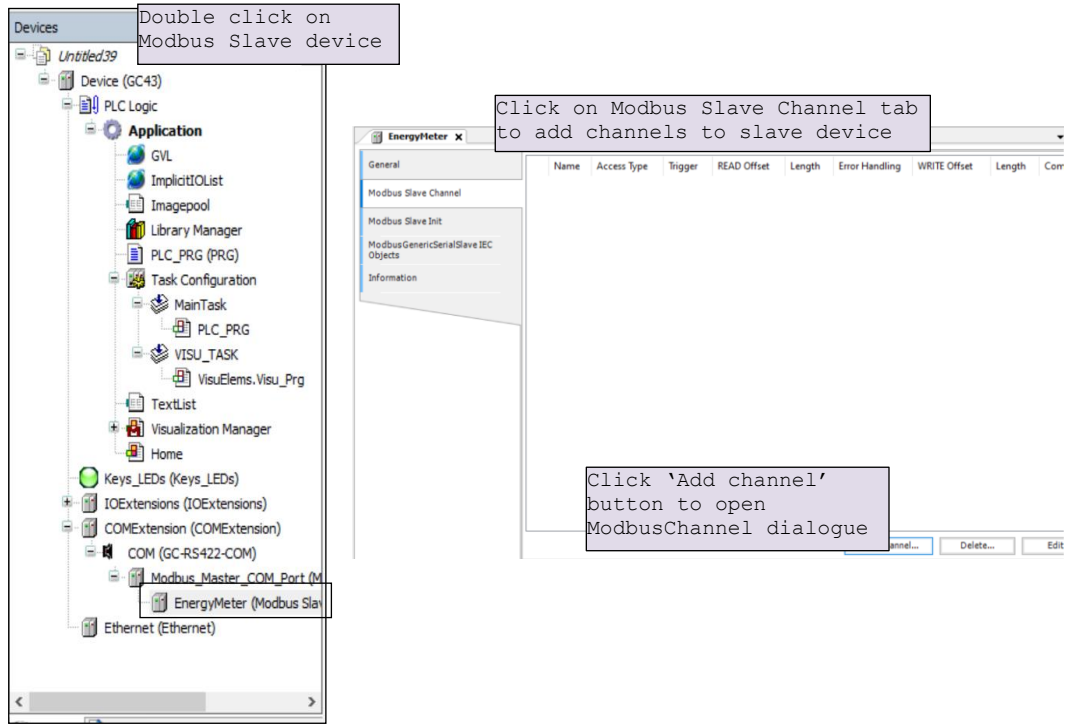 Double click on
Modbus Slave device
Devices
Untitled39
Device (GC43)
PLC Logic
Application
GVL
ImplicitIOList
Imagepool
Library Manager
PLC_PRG (PRG)
Task Configuration
MainTask
PLC_PRG
VISU_TASK
VisuElems.Visu_Prg
TextList
Visualization Manager
Home
Keys_LEDs (Keys_LEDs)
IOExtensions (IOExtensions)
COMExtension (COMExtension)
COM (GC-RS422-COM)
Modbus_Master_COM_Port (M
EnergyMeter (Modbus Slav
Ethernet (Ethernet)
Click on Modbus Slave Channel tab
to add channels to slave device
EnergyMeter x
General
Modbus Slave Channel
Modbus Slave Init
ModbusGenericSerialSlave IEC
Objects
Information
Name Access Type Trigger READ Offset Length Error Handling WRITE Offset Length Com
Click ‘Add channel’
button to open
ModbusChannel dialogue
annel... Delete... Edit